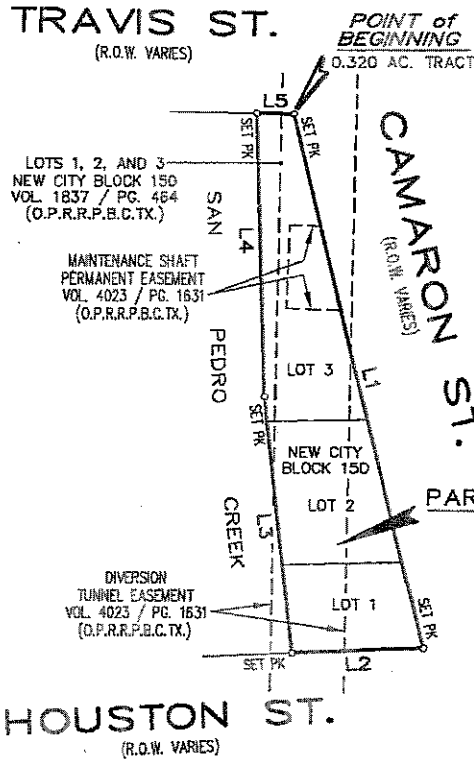 TRAVIS ST.
(R.O.W. VARIES)
POINT of
BEGINNING
0.320 AC. TRACT
L5
SET PK
SET PK
LOTS 1, 2, AND 3
NEW CITY BLOCK 15D
VOL. 1837 / PG. 464
(O.P.R.R.P.B.C.TX.)
SAN
PEDRO
CREEK
L4
CAMARON ST.
(R.O.W. VARIES)
MAINTENANCE SHAFT
PERMANENT EASEMENT
VOL. 4023 / PG. 1631
(O.P.R.R.P.B.C.TX.)
LOT 3
L1
SET PK
NEW CITY
BLOCK 15D
LOT 2
PAR
L3
DIVERSION
TUNNEL EASEMENT
VOL. 4023 / PG. 1631
(O.P.R.R.P.B.C.TX.)
LOT 1
SET PK
SET PK
L2
HOUSTON ST.
(R.O.W. VARIES)